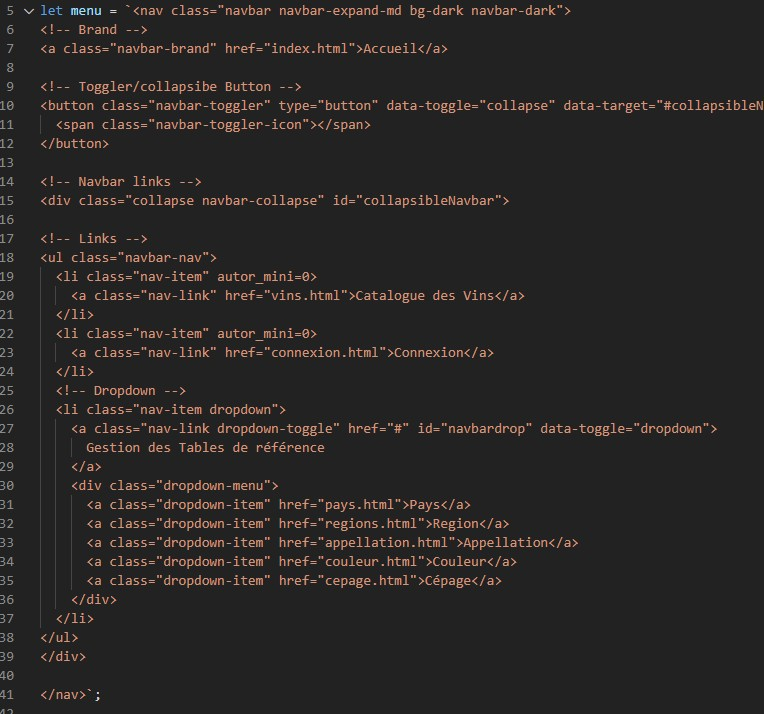 5 let menu = `<nav class="navbar navbar-expand-md bg-dark navbar-dark">
6 <!-- Brand -->
7 <a class="navbar-brand" href="index.html">Accueil</a>
8
9 <!-- Toggler/collapsibe Button -->
10 <button class="navbar-toggler" type="button" data-toggle="collapse" data-target="#collapsibleN
11 <span class="navbar-toggler-icon"></span>
12 </button>
13
14 <!-- Navbar links -->
15 <div class="collapse navbar-collapse" id="collapsibleNavbar">
16
17 <!-- Links -->
18 <ul class="navbar-nav">
19 <li class="nav-item" autor_mini=0>
20 <a class="nav-link" href="vins.html">Catalogue des Vins</a>
21 </li>
22 <li class="nav-item" autor_mini=0>
23 <a class="nav-link" href="connexion.html">Connexion</a>
24 </li>
25 <!-- Dropdown -->
26 <li class="nav-item dropdown">
27 <a class="nav-link dropdown-toggle" href="#" id="navbardrop" data-toggle="dropdown">
28 Gestion des Tables de référence
29 </a>
30 <div class="dropdown-menu">
31 <a class="dropdown-item" href="pays.html">Pays</a>
32 <a class="dropdown-item" href="regions.html">Region</a>
33 <a class="dropdown-item" href="appellation.html">Appellation</a>
34 <a class="dropdown-item" href="couleur.html">Couleur</a>
35 <a class="dropdown-item" href="cepage.html">Cépage</a>
36 </div>
37 </li>
38 </ul>
39 </div>
40
41 </nav>`;